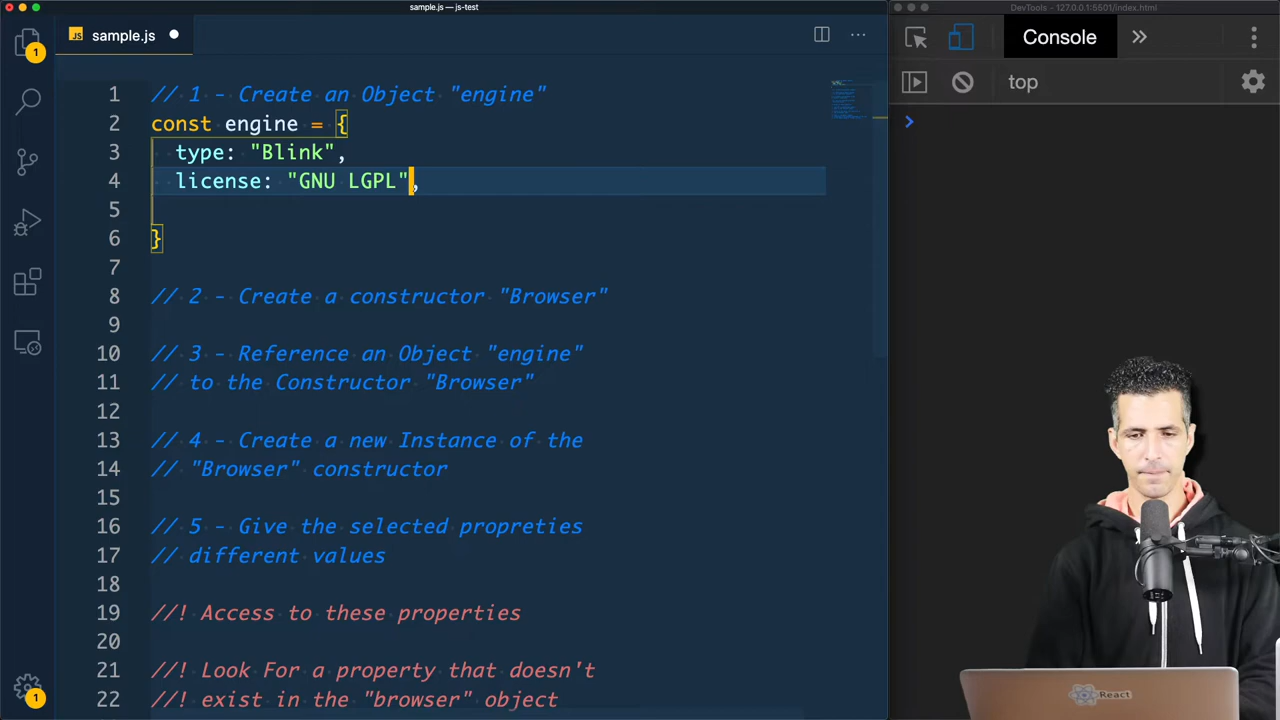 sample.js — js-test
DevTools - 127.0.0.1:5501/index.html
JS sample.js
Console
top
1
1 // 1 - Create an Object "engine"
2 const engine = {
3 type: "Blink",
4 license: "GNU LGPL",
5
6 }
7
8 // 2 - Create a constructor "Browser"
9
10 // 3 - Reference an Object "engine"
11 // to the Constructor "Browser"
12
13 // 4 - Create a new Instance of the
14 // "Browser" constructor
15
16 // 5 - Give the selected propreties
17 // different values
18
19 //! Access to these properties
20
21 //! Look For a property that doesn't
22 //! exist in the "browser" object
1
React